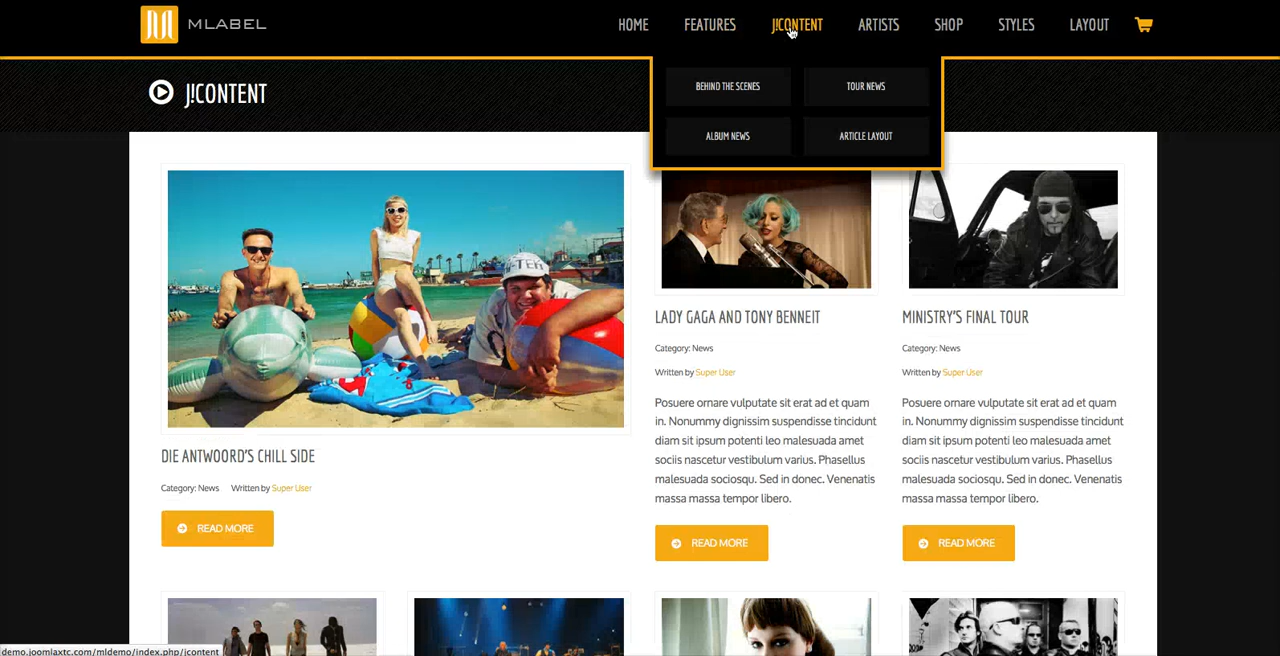 MLABEL
HOME FEATURES J!CONTENT ARTISTS SHOP STYLES LAYOUT
J!CONTENT
BEHIND THE SCENES TOUR NEWS
ALBUM NEWS ARTICLE LAYOUT
DIE ANTWOORD'S CHILL SIDE
Category: News Written by Super User
READ MORE
LADY GAGA AND TONY BENNEIT
Category: News
Written by Super User
Posuere ornare vulputate sit erat ad et quam
in. Nonummy dignissim suspendisse tincidunt
diam sit ipsum potenti leo malesuada amet
sociis nascetur vestibulum varius. Phasellus
malesuada sociosqu. Sed in donec. Venenatis
massa massa tempor libero.
READ MORE
MINISTRY'S FINAL TOUR
Category: News
Written by Super User
Posuere ornare vulputate sit erat ad et quam
in. Nonummy dignissim suspendisse tincidunt
diam sit ipsum potenti leo malesuada amet
sociis nascetur vestibulum varius. Phasellus
malesuada sociosqu. Sed in donec. Venenatis
massa massa tempor libero.
READ MORE
demo.joomlaxtc.com/mldemo/index.php/jcontent